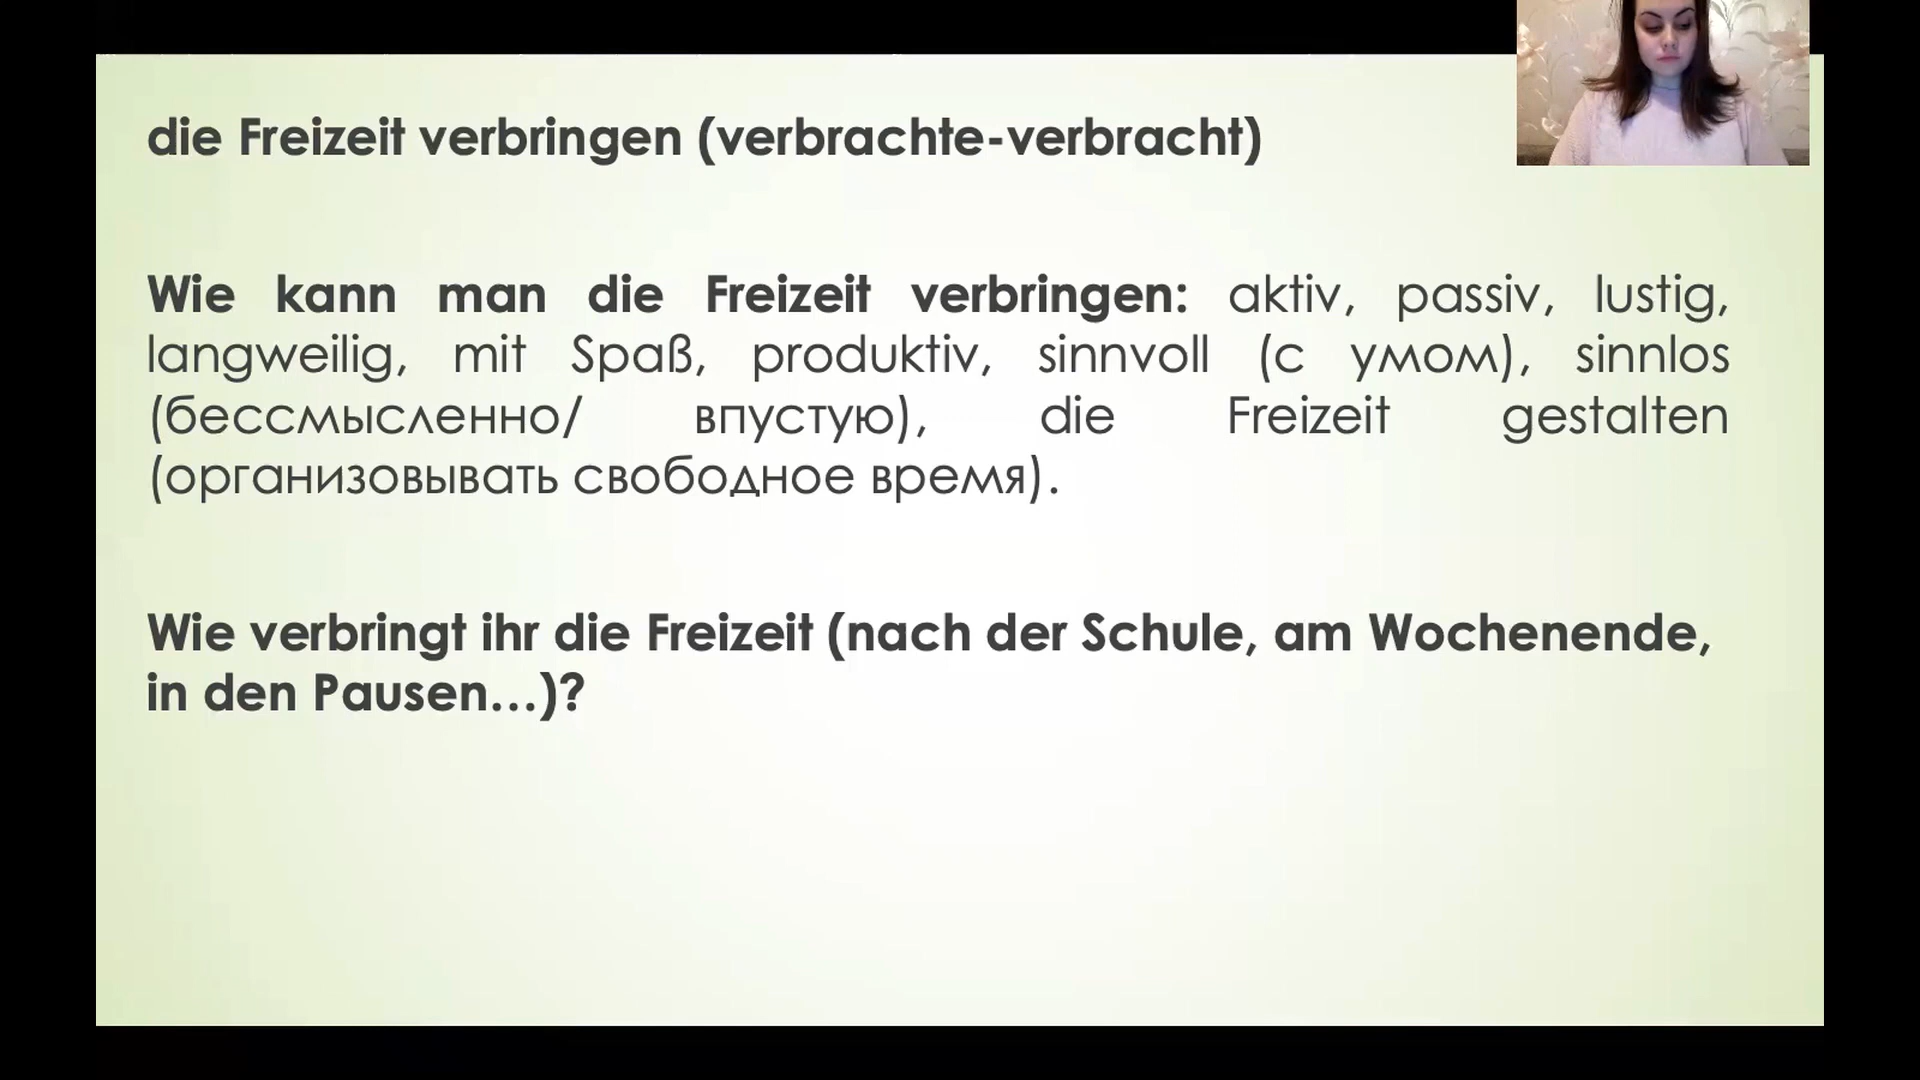 die Freizeit verbringen (verbrachte-verbracht)
Wie kann man die Freizeit verbringen: aktiv, passiv, lustig,
langweilig, mit Spaß, produktiv, sinnvoll (с умом), sinnlos
(бессмысленно/ впустую), die Freizeit gestalten
(организовывать свободное время).
Wie verbringt ihr die Freizeit (nach der Schule, am Wochenende,
in den Pausen…)?